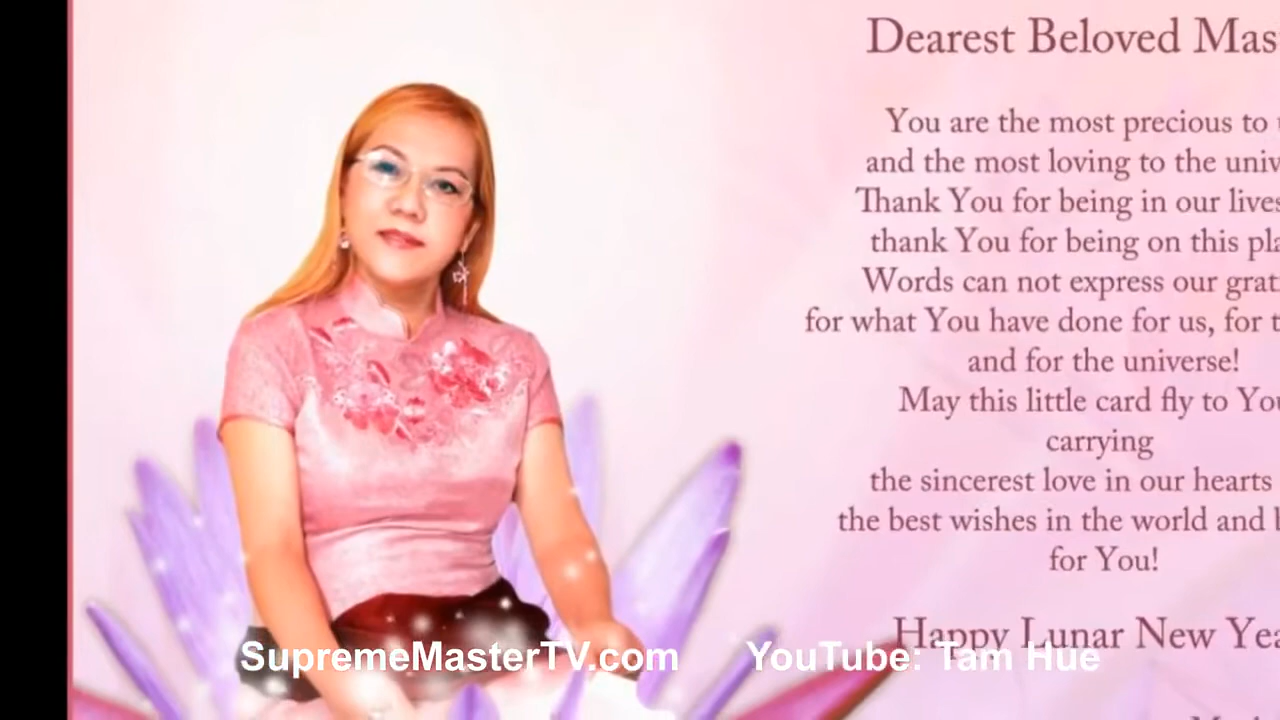 Dearest Beloved Mas
You are the most precious to
and the most loving to the univ
Thank You for being in our lives
thank You for being on this pla
Words can not express our grati
for what You have done for us, for t
and for the universe!
May this little card fly to You
carrying
the sincerest love in our hearts
the best wishes in the world and
for You!
Happy Lunar New Yea
SupremeMasterTV.com YouTube: Tam Hue